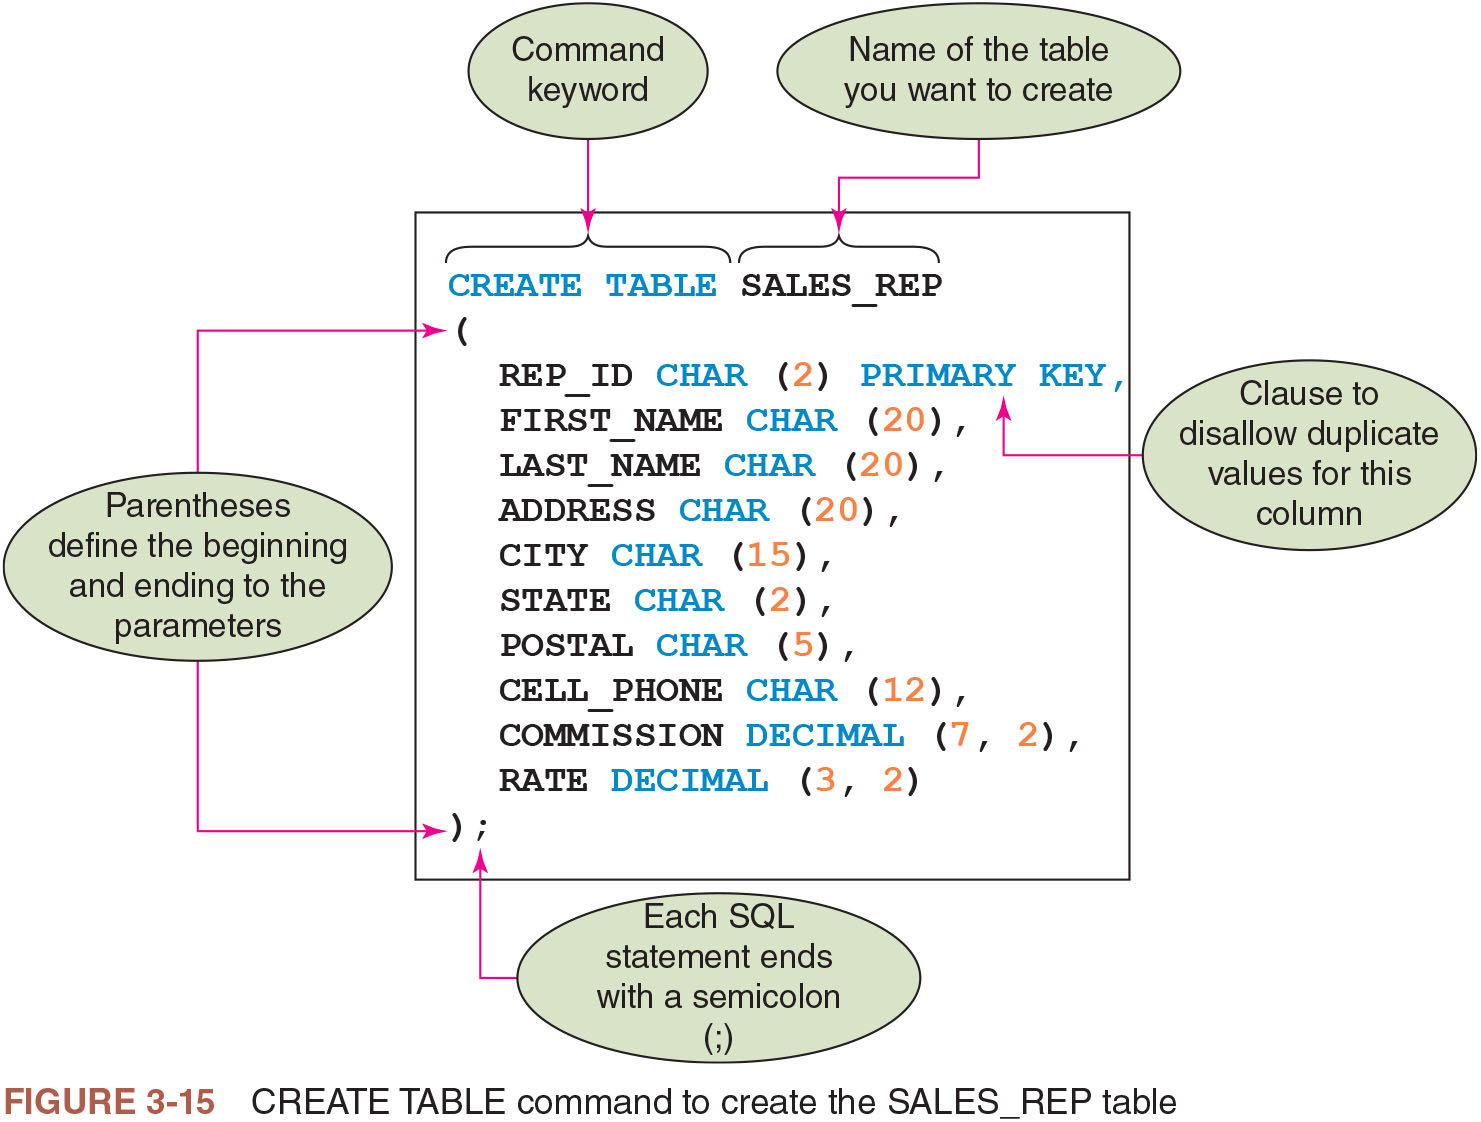 Command
keyword
Name of the table
you want to create
CREATE TABLE SALES_REP
(
REP_ID CHAR (2) PRIMARY KEY,
FIRST_NAME CHAR (20),
LAST_NAME CHAR (20),
ADDRESS CHAR (20),
CITY CHAR (15),
STATE CHAR (2),
POSTAL CHAR (5),
CELL_PHONE CHAR (12),
COMMISSION DECIMAL (7, 2),
RATE DECIMAL (3, 2)
);
Clause to
disallow duplicate
values for this
column
Parentheses
define the beginning
and ending to the
parameters
Each SQL
statement ends
with a semicolon
(;)
FIGURE 3-15 CREATE TABLE command to create the SALES_REP table